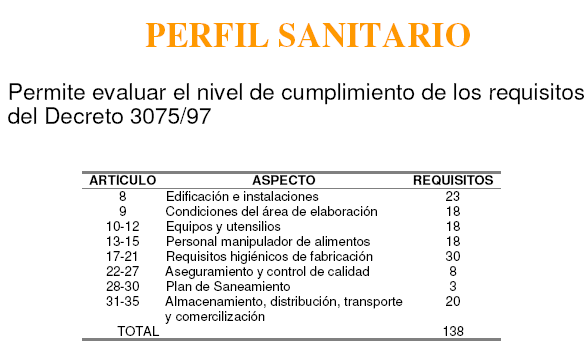 PERFIL SANITARIO
Permite evaluar el nivel de cumplimiento de los requisitos
del Decreto 3075/97
ARTICULO ASPECTO REQUISITOS
8 Edificación e instalaciones 23
9 Condiciones del área de elaboración 18
10-12 Equipos y utensilios 18
13-15 Personal manipulador de alimentos 18
17-21 Requisitos higiénicos de fabricación 30
22-27 Aseguramiento y control de calidad 8
28-30 Plan de Saneamiento 3
31-35 Almacenamiento, distribución, transporte 20
y comercilización
TOTAL 138